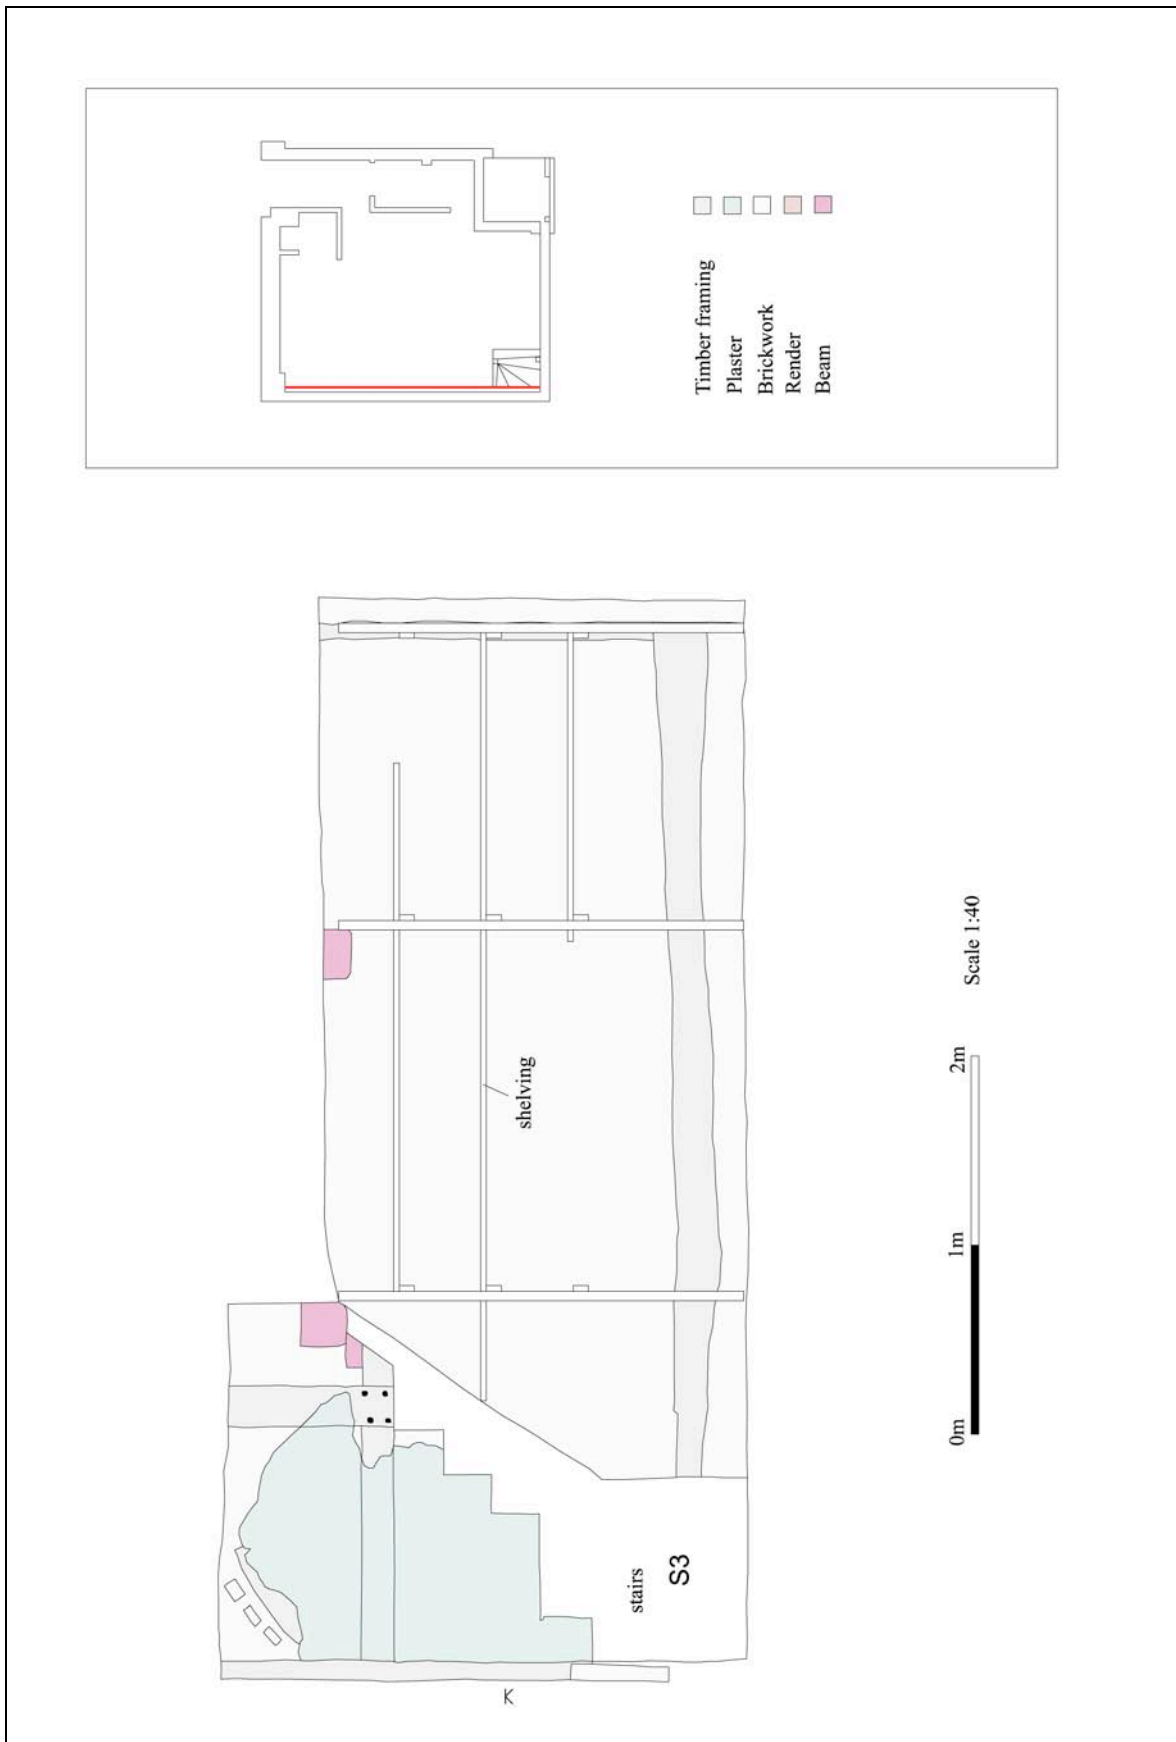 Timber framing
Plaster
Brickwork
Render
Beam
shelving
stairs
S3
K
0m
1m
2m
Scale 1:40